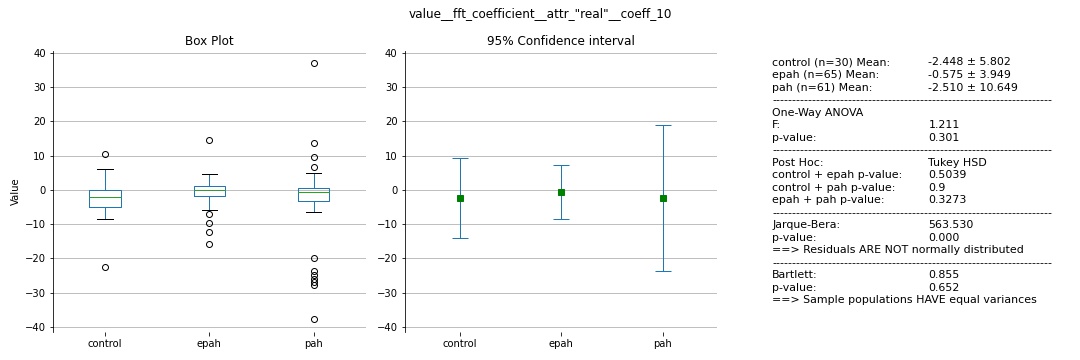 value__fft_coefficient__attr_"real"__coeff_10
Box Plot
95% Confidence interval
Value
40
30
20
10
0
−10
−20
−30
−40
control
epah
pah
40
30
20
10
0
−10
−20
−30
−40
control
epah
pah
control (n=30) Mean: -2.448 ± 5.802
epah (n=65) Mean: -0.575 ± 3.949
pah (n=61) Mean: -2.510 ± 10.649
One-Way ANOVA
F: 1.211
p-value: 0.301
Post Hoc: Tukey HSD
control + epah p-value: 0.5039
control + pah p-value: 0.9
epah + pah p-value: 0.3273
Jarque-Bera: 563.530
p-value: 0.000
==> Residuals ARE NOT normally distributed
Bartlett: 0.855
p-value: 0.652
==> Sample populations HAVE equal variances